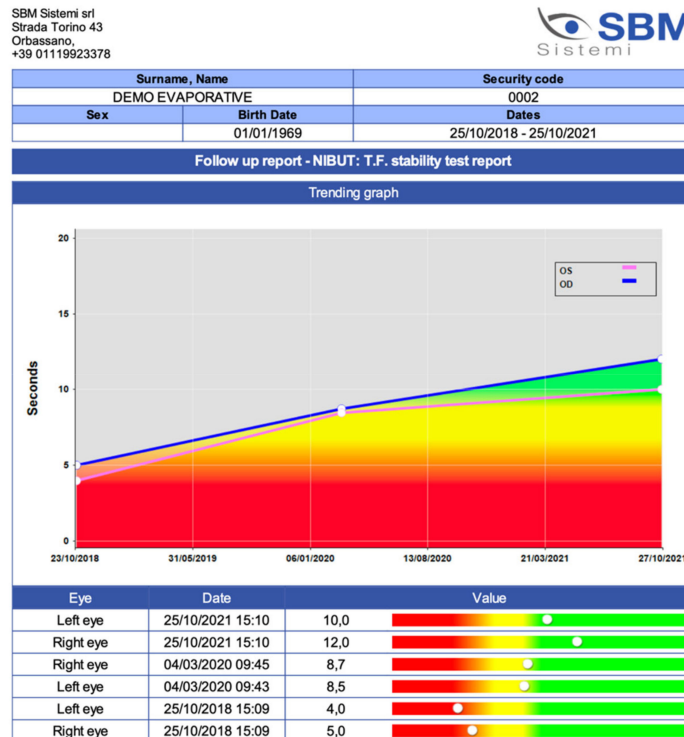 SBM Sistemi srl
Strada Torino 43
Orbassano,
+39 01119923378
SBM
Sistemi
Surname, Name Security code
DEMO EVAPORATIVE 0002
Sex Birth Date Dates
01/01/1969 25/10/2018 - 25/10/2021
Follow up report - NIBUT: T.F. stability test report
Trending graph
20
OS
OD
15
Seconds
10
5
0
23/10/2018 31/05/2019 06/01/2020 13/08/2020 21/03/2021 27/10/2021
Eye Date Value
Left eye 25/10/2021 15:10 10,0
Right eye 25/10/2021 15:10 12,0
Right eye 04/03/2020 09:45 8,7
Left eye 04/03/2020 09:43 8,5
Left eye 25/10/2018 15:09 4,0
Right eye 25/10/2018 15:09 5,0